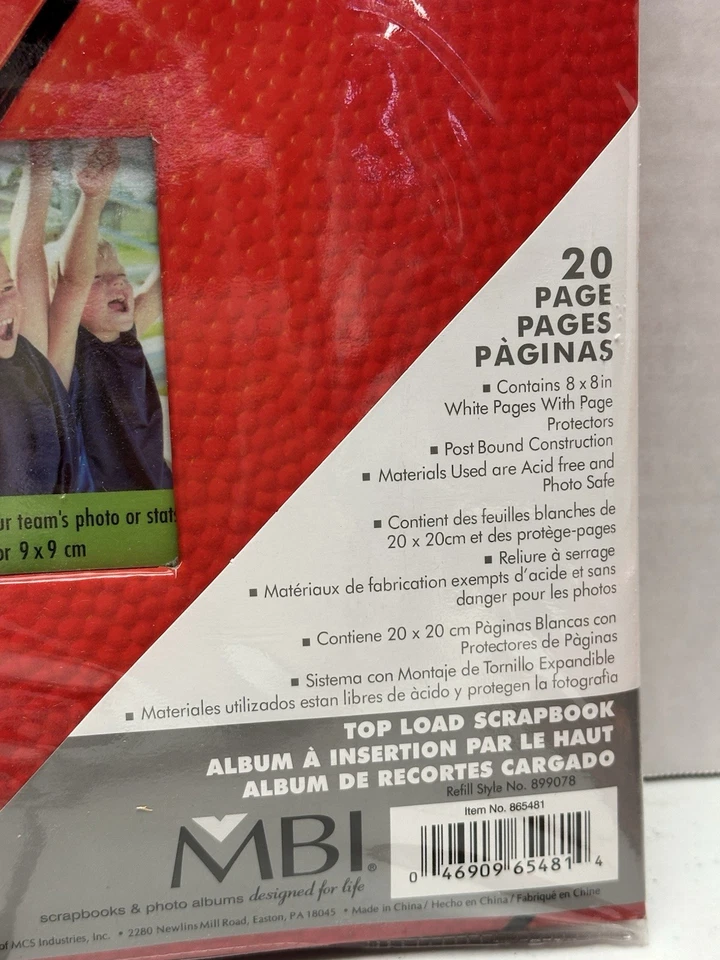 20
PAGE
PAGES
PÀGINAS
▪ Contains 8 x 8in
White Pages With Page
Protectors
▪ Post Bound Construction
▪ Materials Used are Acid free and
Photo Safe
▪ Contient des feuilles blanches de
20 x 20cm et des protège-pages
▪ Reliure à serrage
▪ Matériaux de fabrication exempts d'acide et sans
danger pour les photos
▪ Contiene 20 x 20 cm Pàginas Blancas con
Protectores de Pàginas
▪ Sistema con Montaje de Tornillo Expandible
▪ Materiales utilizados estan libres de àcido y protegen la fotografia
team's photo or
9 x 9 cm
TOP LOAD SCRAPBOOK
ALBUM À INSERTION PAR LE HAUT
ALBUM DE RECORTES CARGADO
Refill Style No. 899078
Item No. 865481
0 46909 65481 4
MBI®
scrapbooks & photo albums designed for life
of MCS Industries, Inc. • 2280 Newlins Mill Road, Easton, PA 18045 • Made in China / Hecho en China / Fabriqué en Chine